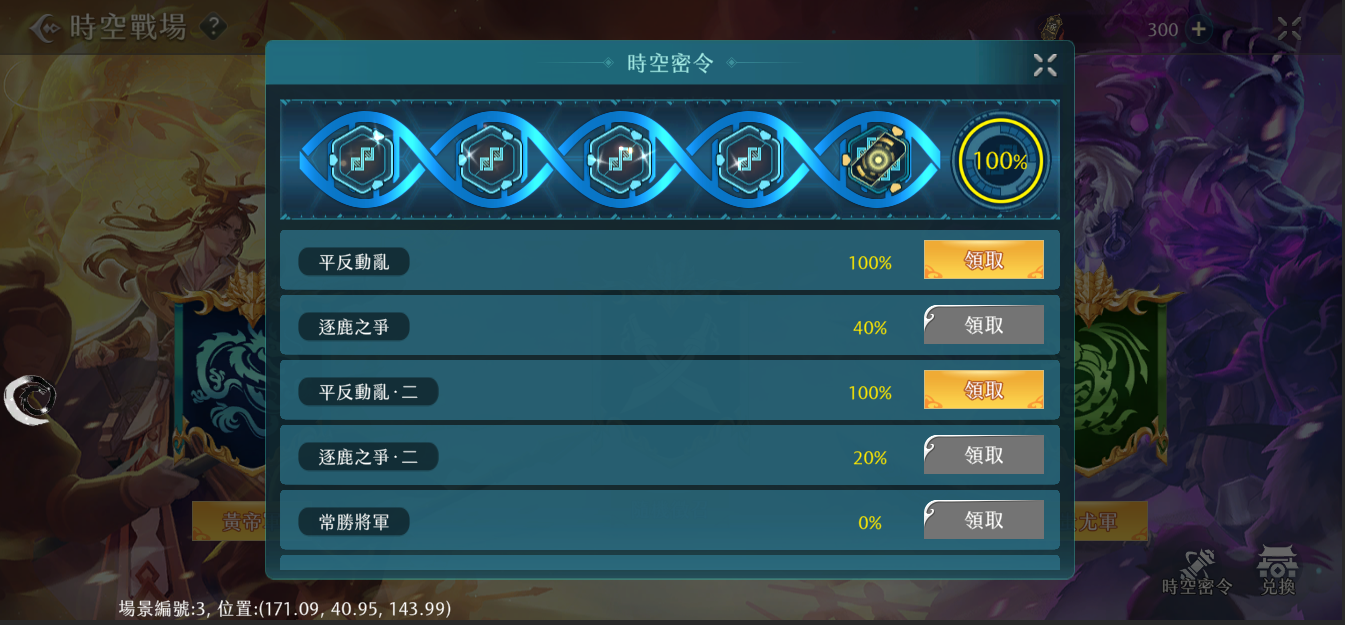 時空戰場 ?
300 +
時空密令
100%
平反動亂 100% 領取
逐鹿之爭 40% 領取
平反動亂·二 100% 領取
逐鹿之爭·二 20% 領取
常勝將軍 0% 領取
黃帝
尤軍
時空密令 兌換
場景編號:3, 位置:(171.09, 40.95, 143.99)